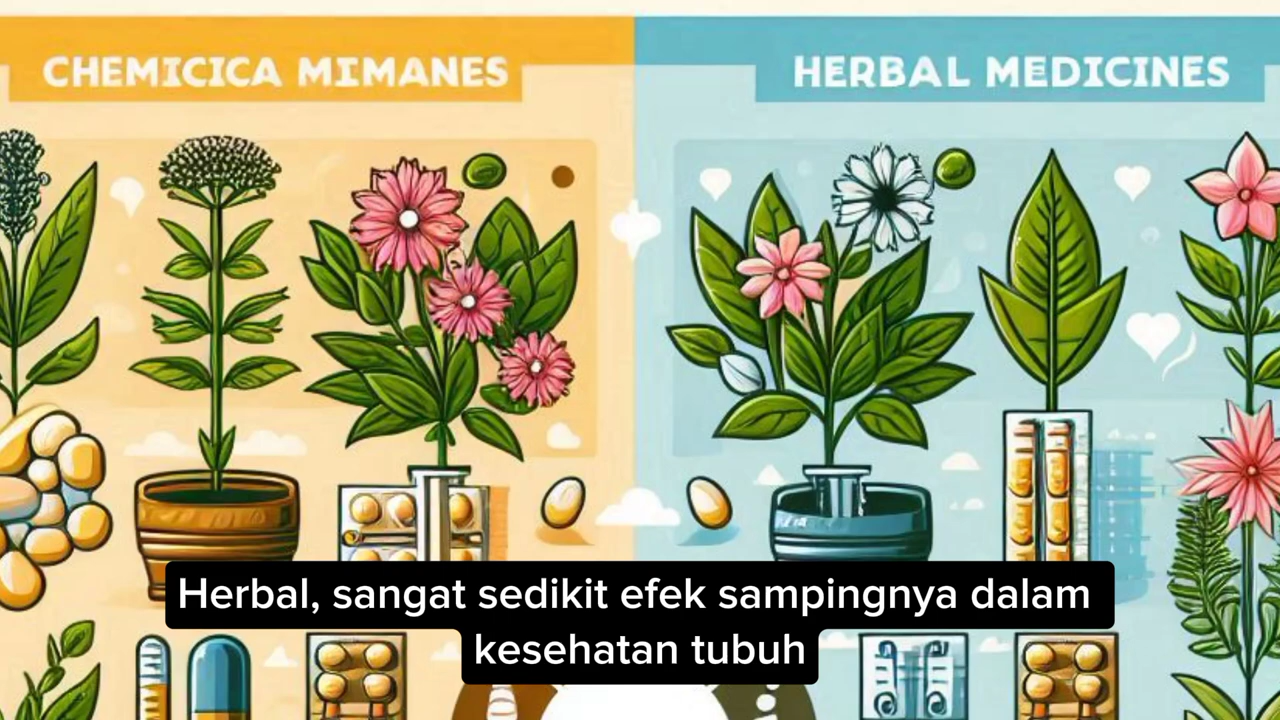 CHEMICICA MIMANES
HERBAL MEDICINES
Herbal, sangat sedikit efek sampingnya dalam
kesehatan tubuh